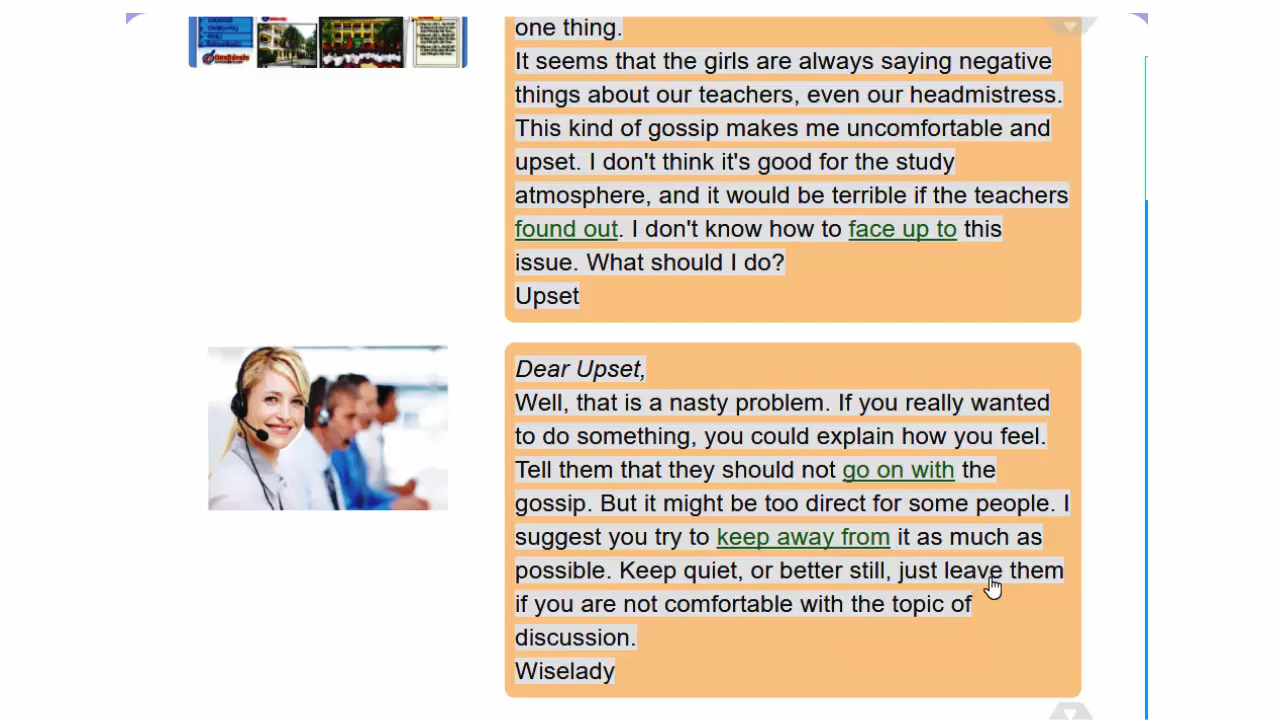 one thing.
It seems that the girls are always saying negative
things about our teachers, even our headmistress.
This kind of gossip makes me uncomfortable and
upset. I don't think it's good for the study
atmosphere, and it would be terrible if the teachers
found out. I don't know how to face up to this
issue. What should I do?
Upset
Dear Upset,
Well, that is a nasty problem. If you really wanted
to do something, you could explain how you feel.
Tell them that they should not go on with the
gossip. But it might be too direct for some people. I
suggest you try to keep away from it as much as
possible. Keep quiet, or better still, just leave them
if you are not comfortable with the topic of
discussion.
Wiselady